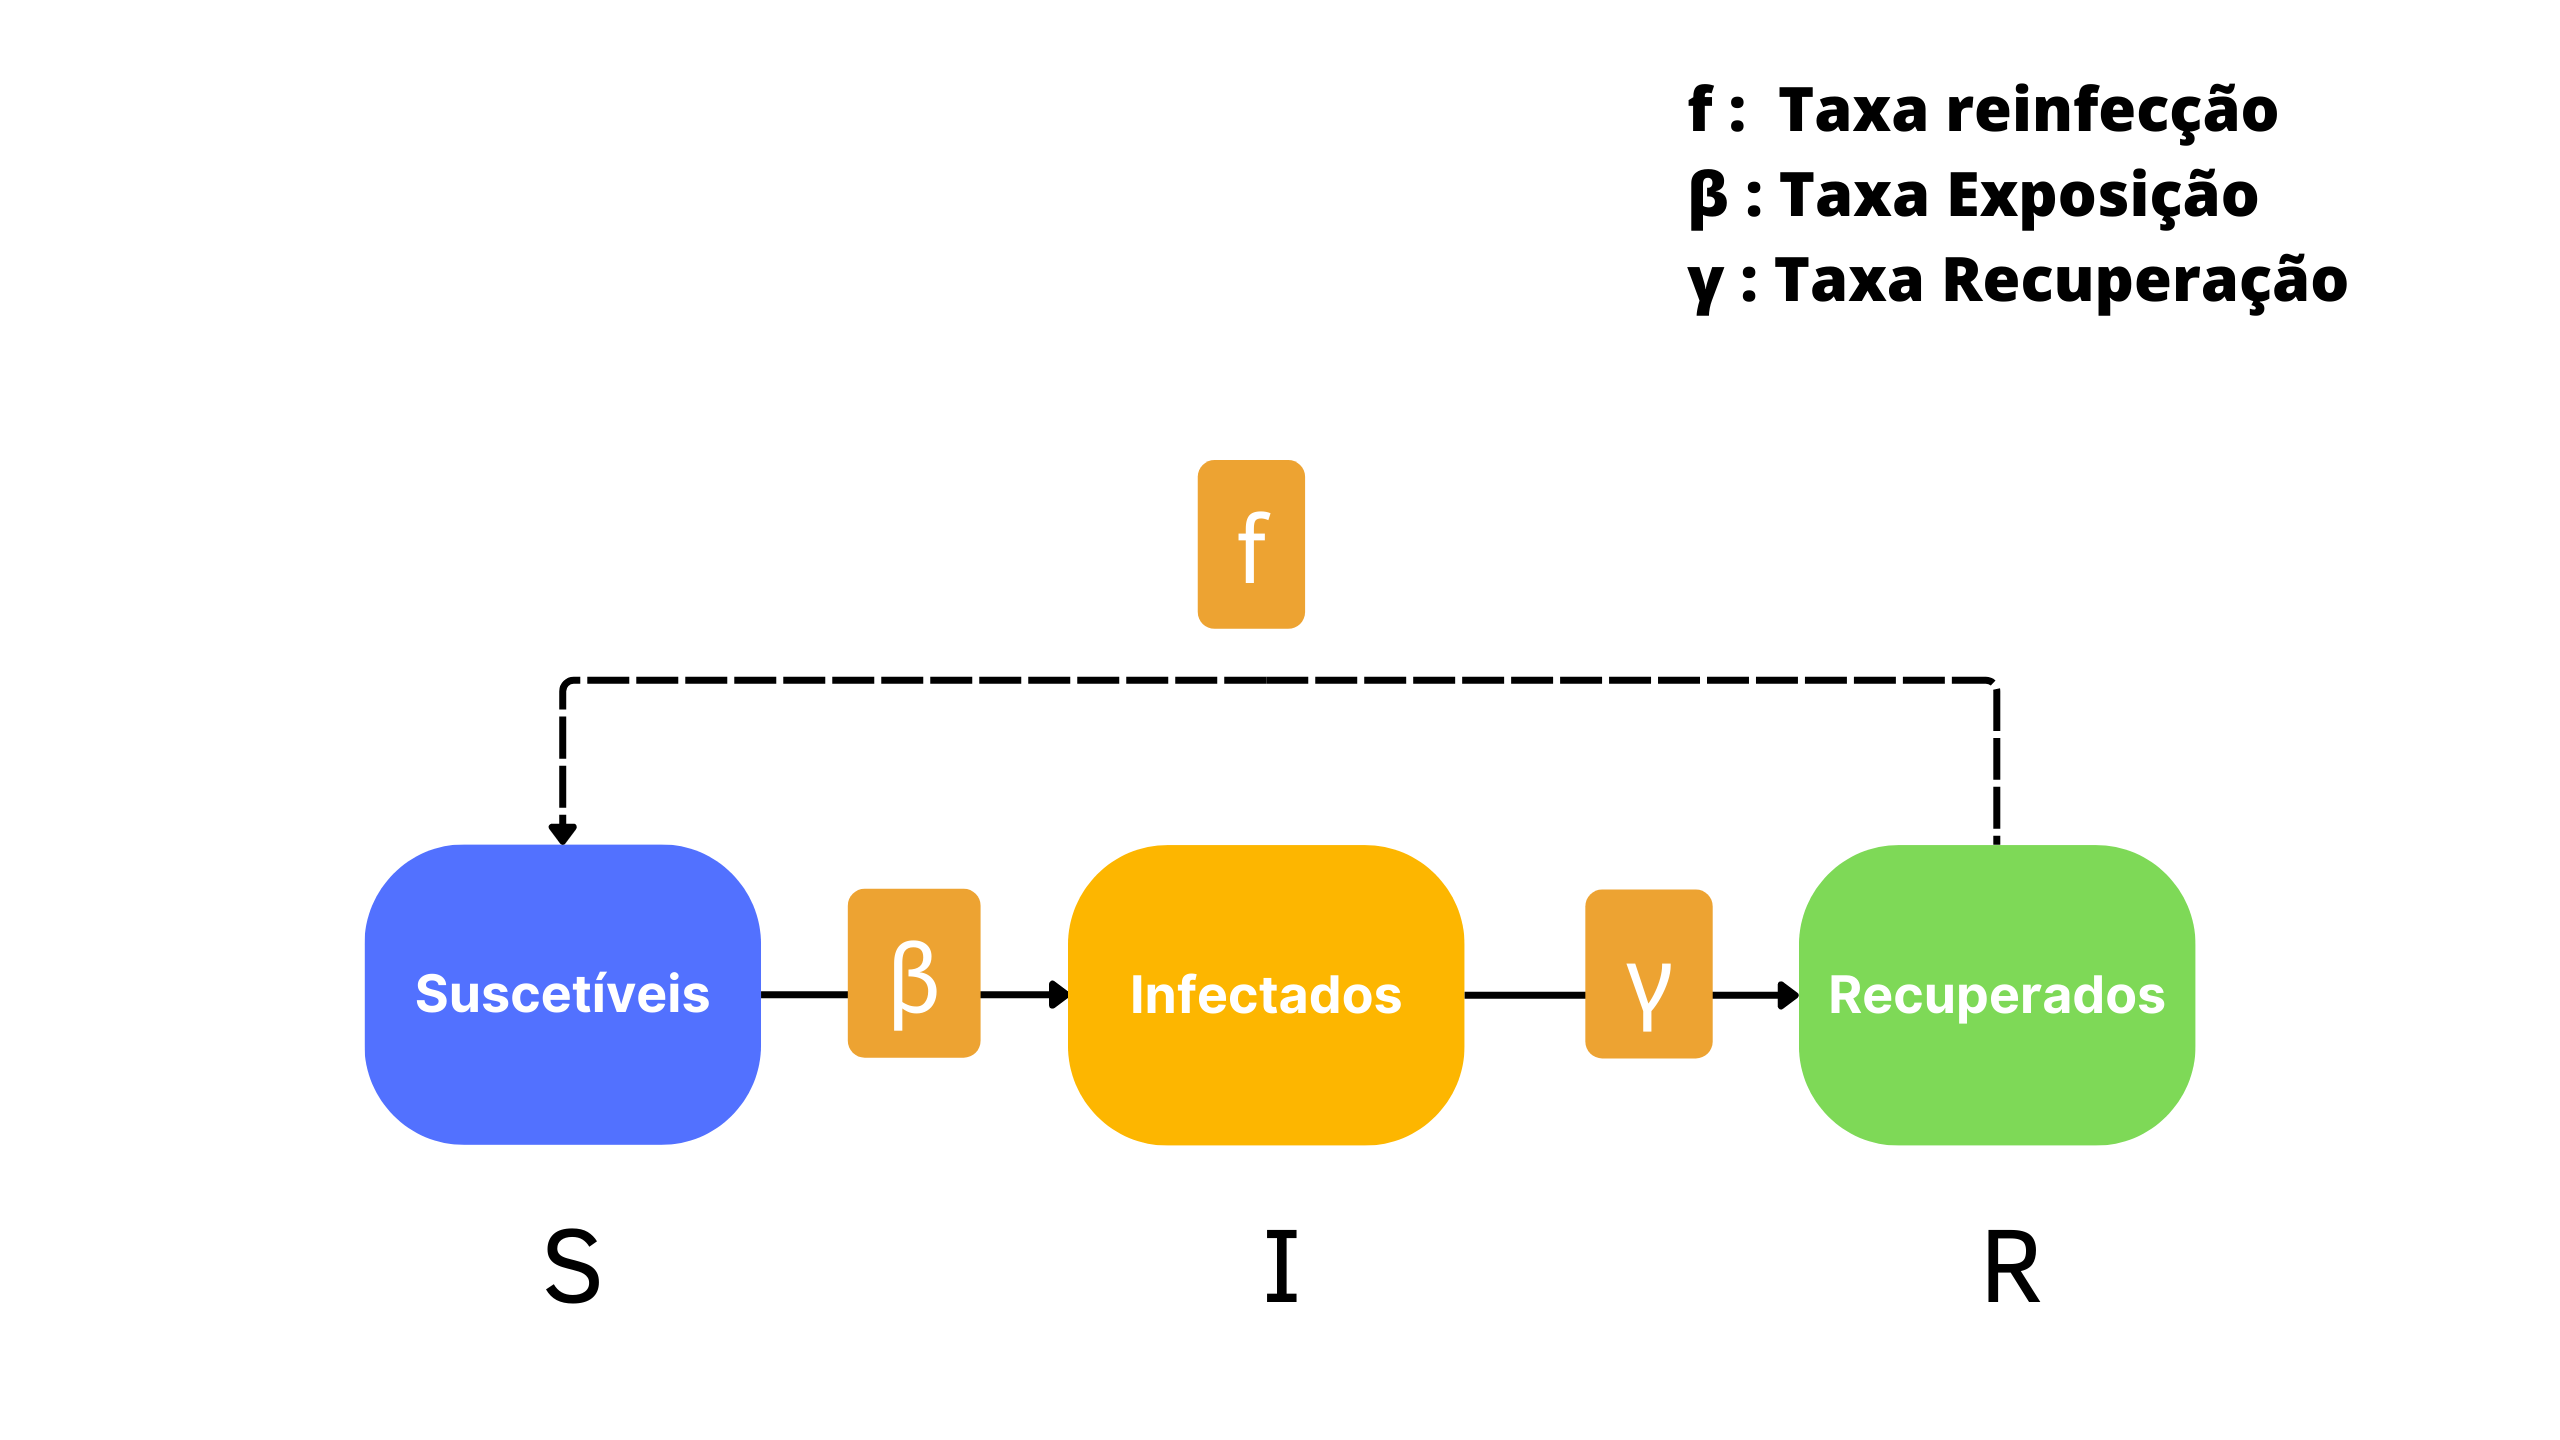 f :  Taxa reinfecção
β : Taxa Exposição
γ : Taxa Recuperação
f
Suscetíveis
β
Infectados
γ
Recuperados
S
I
R